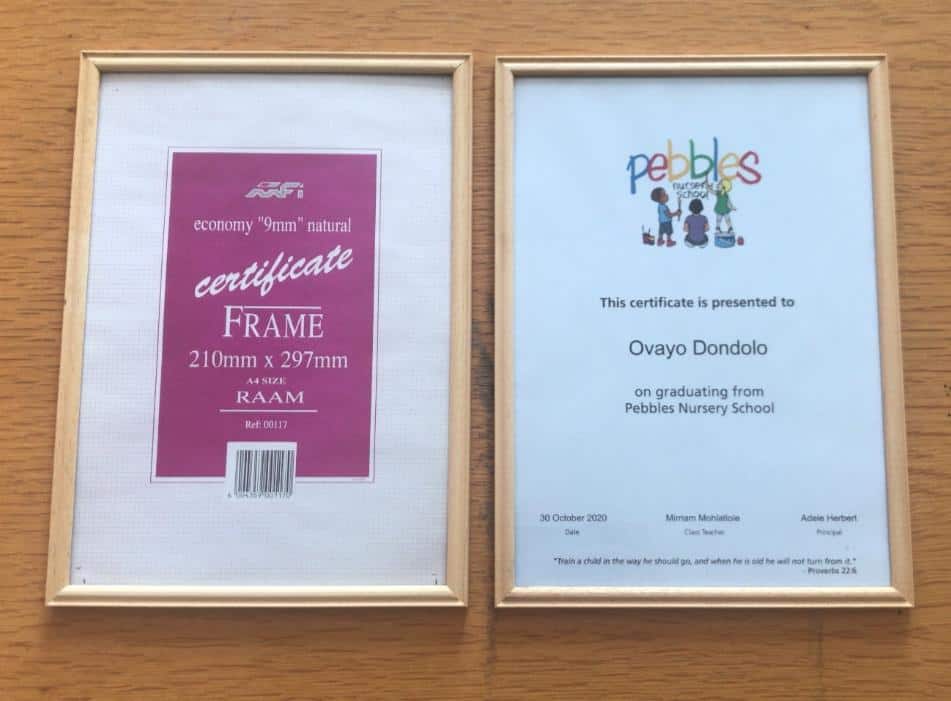 economy "9mm" natural
certificate
FRAME
210mm x 297mm
A4 SIZE
RAAM
Ref: 00117
pebbles
nursery
school
This certificate is presented to
Ovayo Dondolo
on graduating from
Pebbles Nursery School
30 October 2020
Date
Class Teacher
Adele Herbert
Principal
"Train a child in the way he should go, and when he is old he will not turn from it."
- Proverbs 22:6